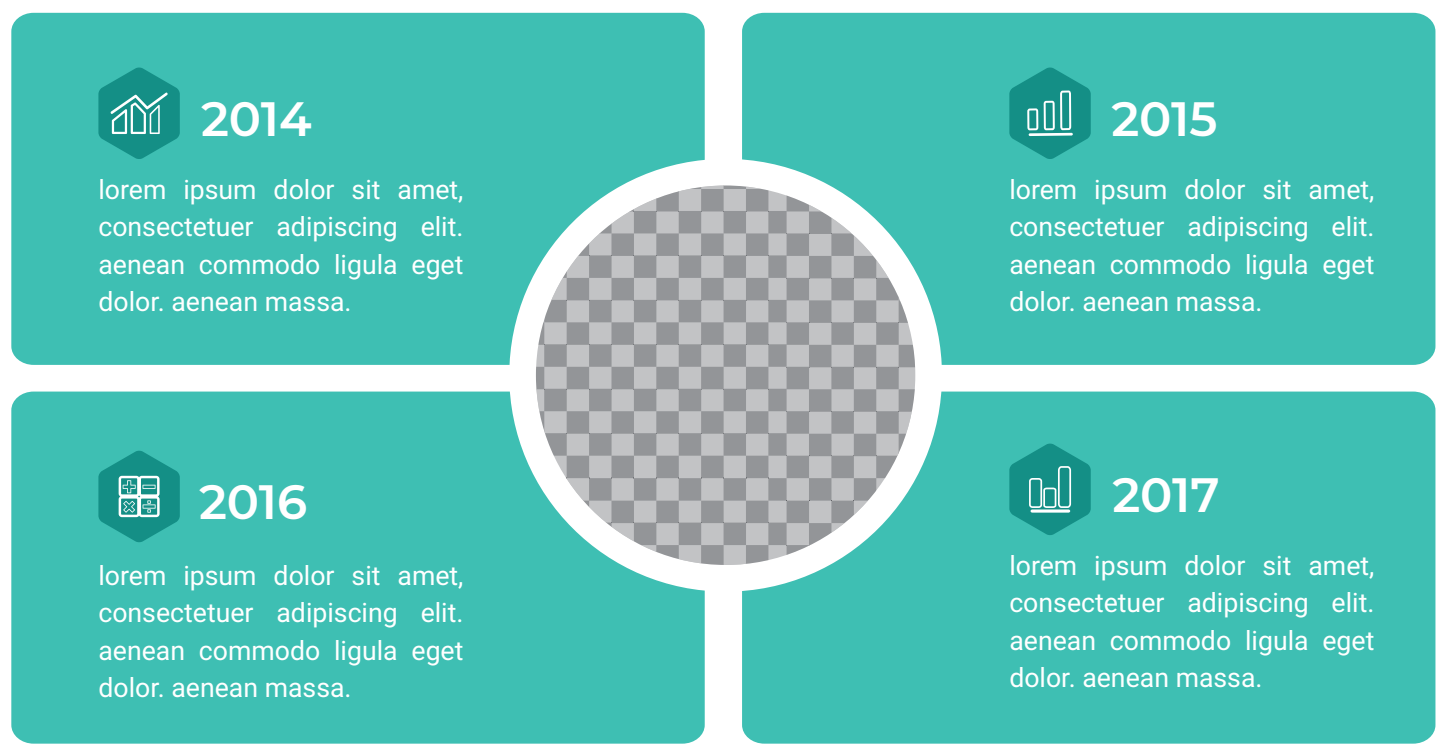 2014
lorem ipsum dolor sit amet,
consectetuer adipiscing elit.
aenean commodo ligula eget
dolor. aenean massa.
2015
lorem ipsum dolor sit amet,
consectetuer adipiscing elit.
aenean commodo ligula eget
dolor. aenean massa.
2016
lorem ipsum dolor sit amet,
consectetuer adipiscing elit.
aenean commodo ligula eget
dolor. aenean massa.
2017
lorem ipsum dolor sit amet,
consectetuer adipiscing elit.
aenean commodo ligula eget
dolor. aenean massa.